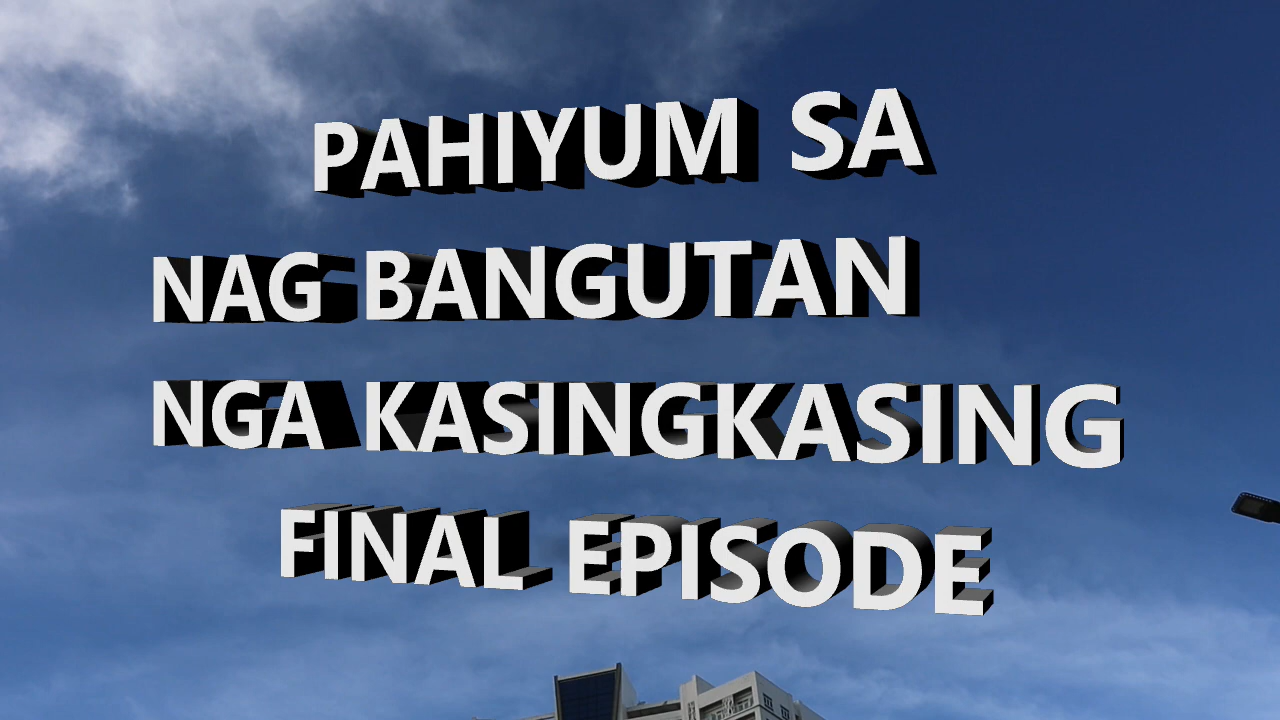 PAHIYUM SA
NAG BANGUTAN
NGA KASINGKASING
FINAL EPISODE